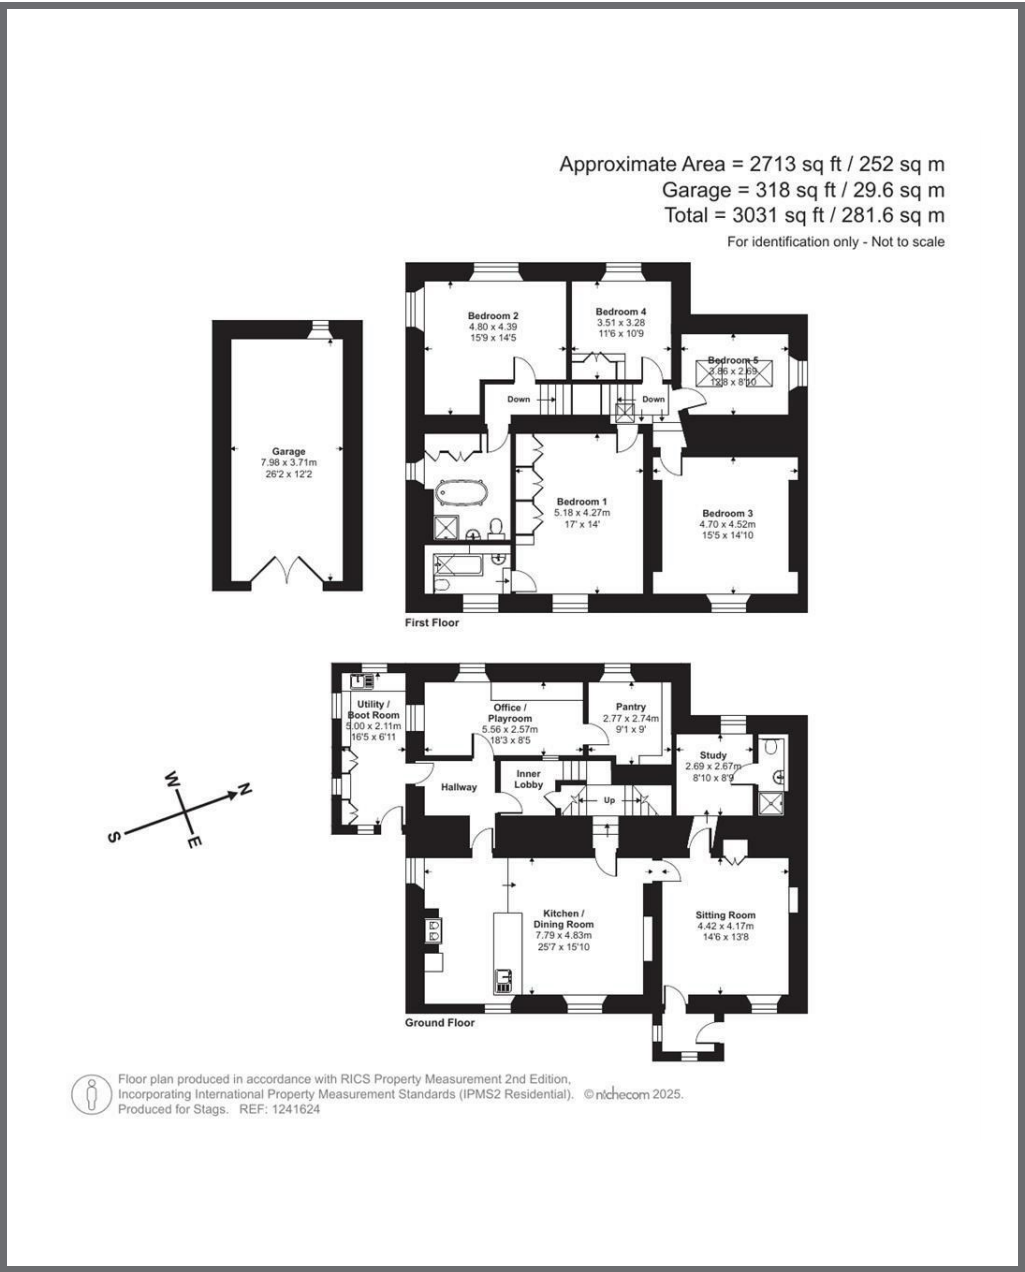 Approximate Area = 2713 sq ft / 252 sq m
Garage = 318 sq ft / 29.6 sq m
Total = 3031 sq ft / 281.6 sq m
For identification only - Not to scale
Bedroom 2
4.80 x 4.39
15'9 x 14'5
Bedroom 4
3.51 x 3.28
11'6 x 10'9
Bedroom 5
3.86 x 2.69
12'8 x 8'10
Down
Down
Garage
7.98 x 3.71m
26'2 x 12'2
Bedroom 1
5.18 x 4.27m
17' x 14'
Bedroom 3
4.70 x 4.52m
15'5 x 14'10
First Floor
Utility /
Boot Room
5.00 x 2.11m
16'5 x 6'11
Office /
Playroom
5.56 x 2.57m
18'3 x 8'5
Pantry
2.77 x 2.74m
9'1 x 9'
Study
2.69 x 2.67m
8'10 x 8'9
Hallway
Inner
Lobby
Up
W
N
S
E
Kitchen /
Dining Room
7.79 x 4.83m
25'7 x 15'10
Sitting Room
4.42 x 4.17m
14'6 x 13'8
Ground Floor
Floor plan produced in accordance with RICS Property Measurement 2nd Edition,
Incorporating International Property Measurement Standards (IPMS2 Residential). © nichecom 2025.
Produced for Stags. REF: 1241624